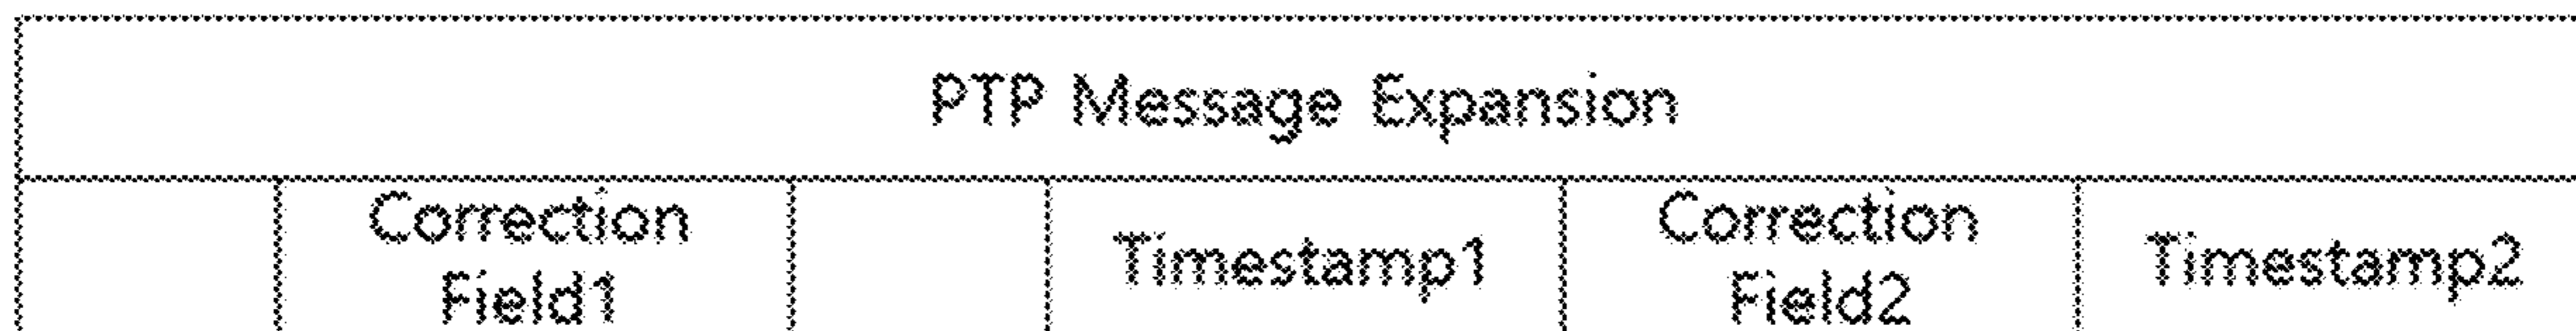 PTP Message Expansion
Correction
Field1
Timestamp1
Correction
Field2
Timestamp2